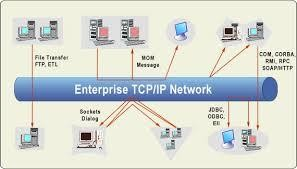 File Transfer
FTP, ETL
MOM
Message
COM, CORBA,
RMI, RPC
SOAP/HTTP
Enterprise TCP/IP Network
Sockets
Dialog
JDBC,
ODBC,
EII